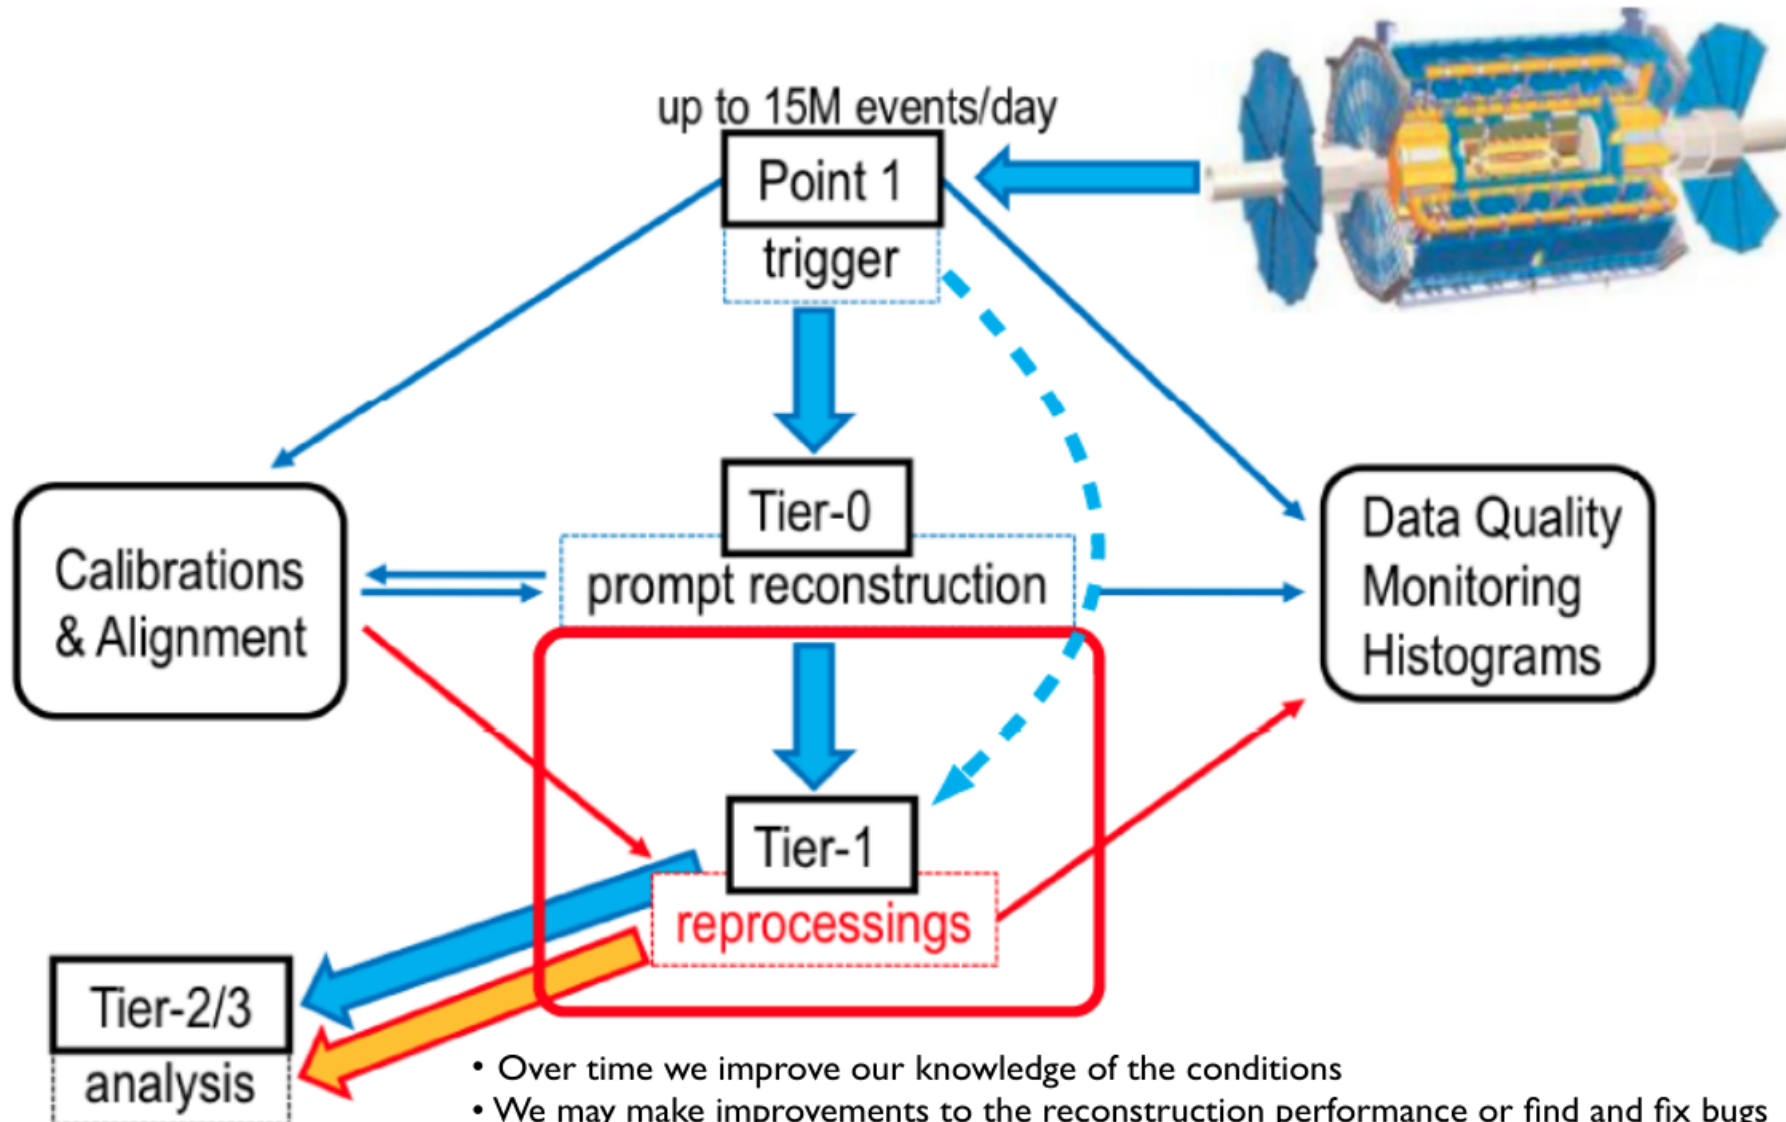 up to 15M events/day
Point 1
trigger
Tier-0
prompt reconstruction
Calibrations
& Alignment
Data Quality
Monitoring
Histograms
Tier-1
reprocessings
Tier-2/3
analysis
• Over time we improve our knowledge of the conditions
• We may make improvements to the reconstruction performance or find and fix bugs